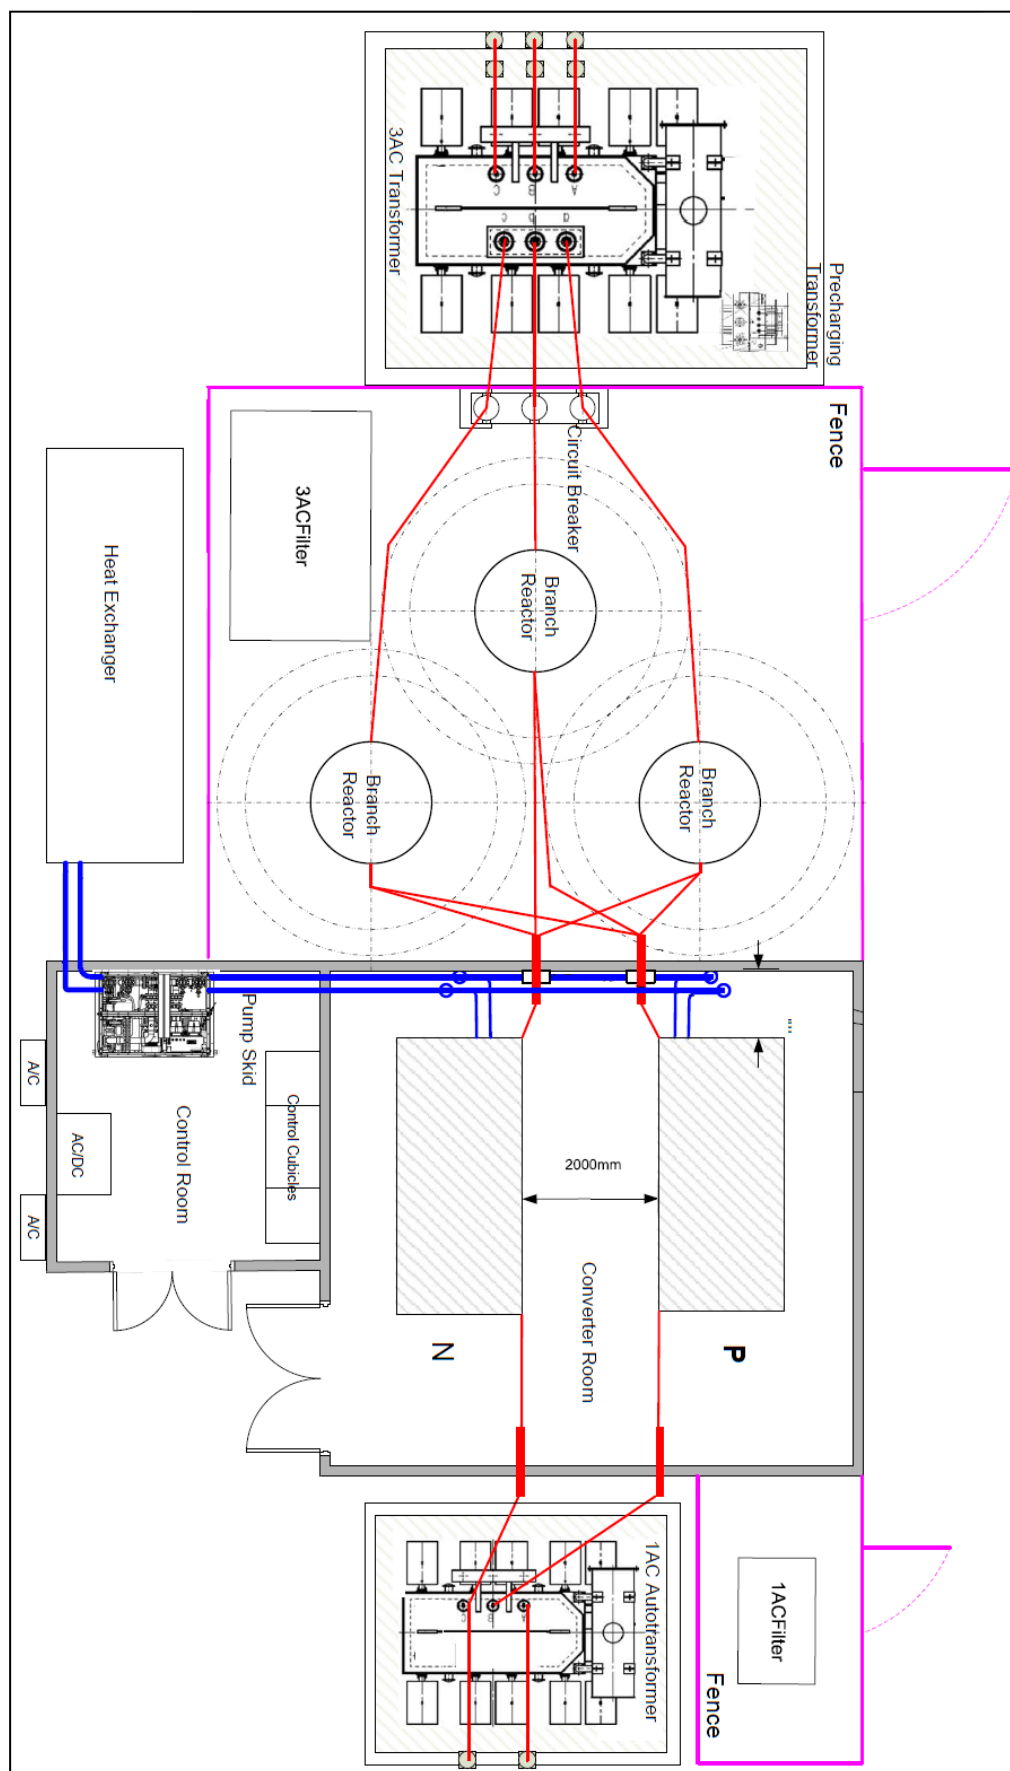 3AC Transformer
Precharging
Transformer
Fence
Circuit Breaker
3ACFilter
Heat Exchanger
Branch
Reactor
Branch
Reactor
Branch
Reactor
Pump Skid
A/C
AC/DC
A/C
Control Room
Control Cubicles
2000mm
Converter Room
N
P
1AC Autotransformer
1ACFilter
Fence